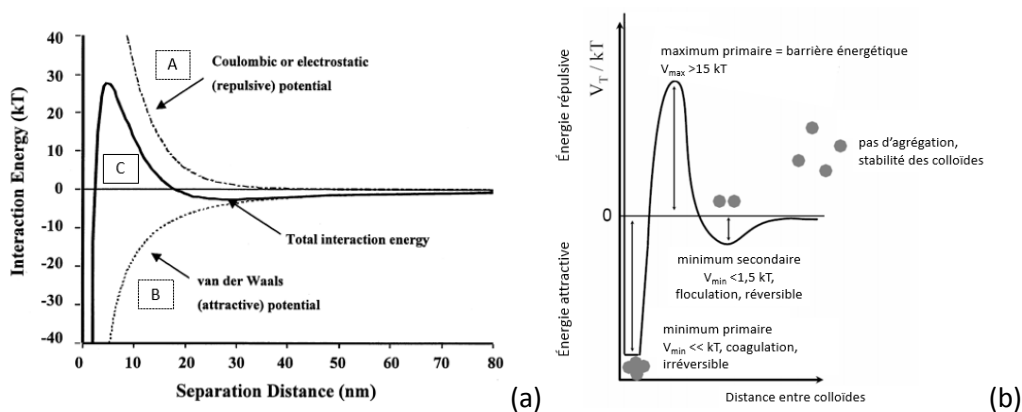 40
30
20
10
0
-10
-20
-30
-40
Interaction Energy (kT)
A
Coulombic or electrostatic
(repulsive) potential
C
Total interaction energy
B
van der Waals
(attractive) potential
0 10 20 30 40 50 60 70 80
Separation Distance (nm)
(a)
Énergie répulsive
Énergie attractive
V_T / kT
0
maximum primaire = barrière énergétique
Vmax >15 kT
pas d’agrégation,
stabilité des colloïdes
minimum secondaire
Vmin <1,5 kT,
floculation, réversible
minimum primaire
Vmin << kT, coagulation,
irréversible
Distance entre colloïdes
(b)